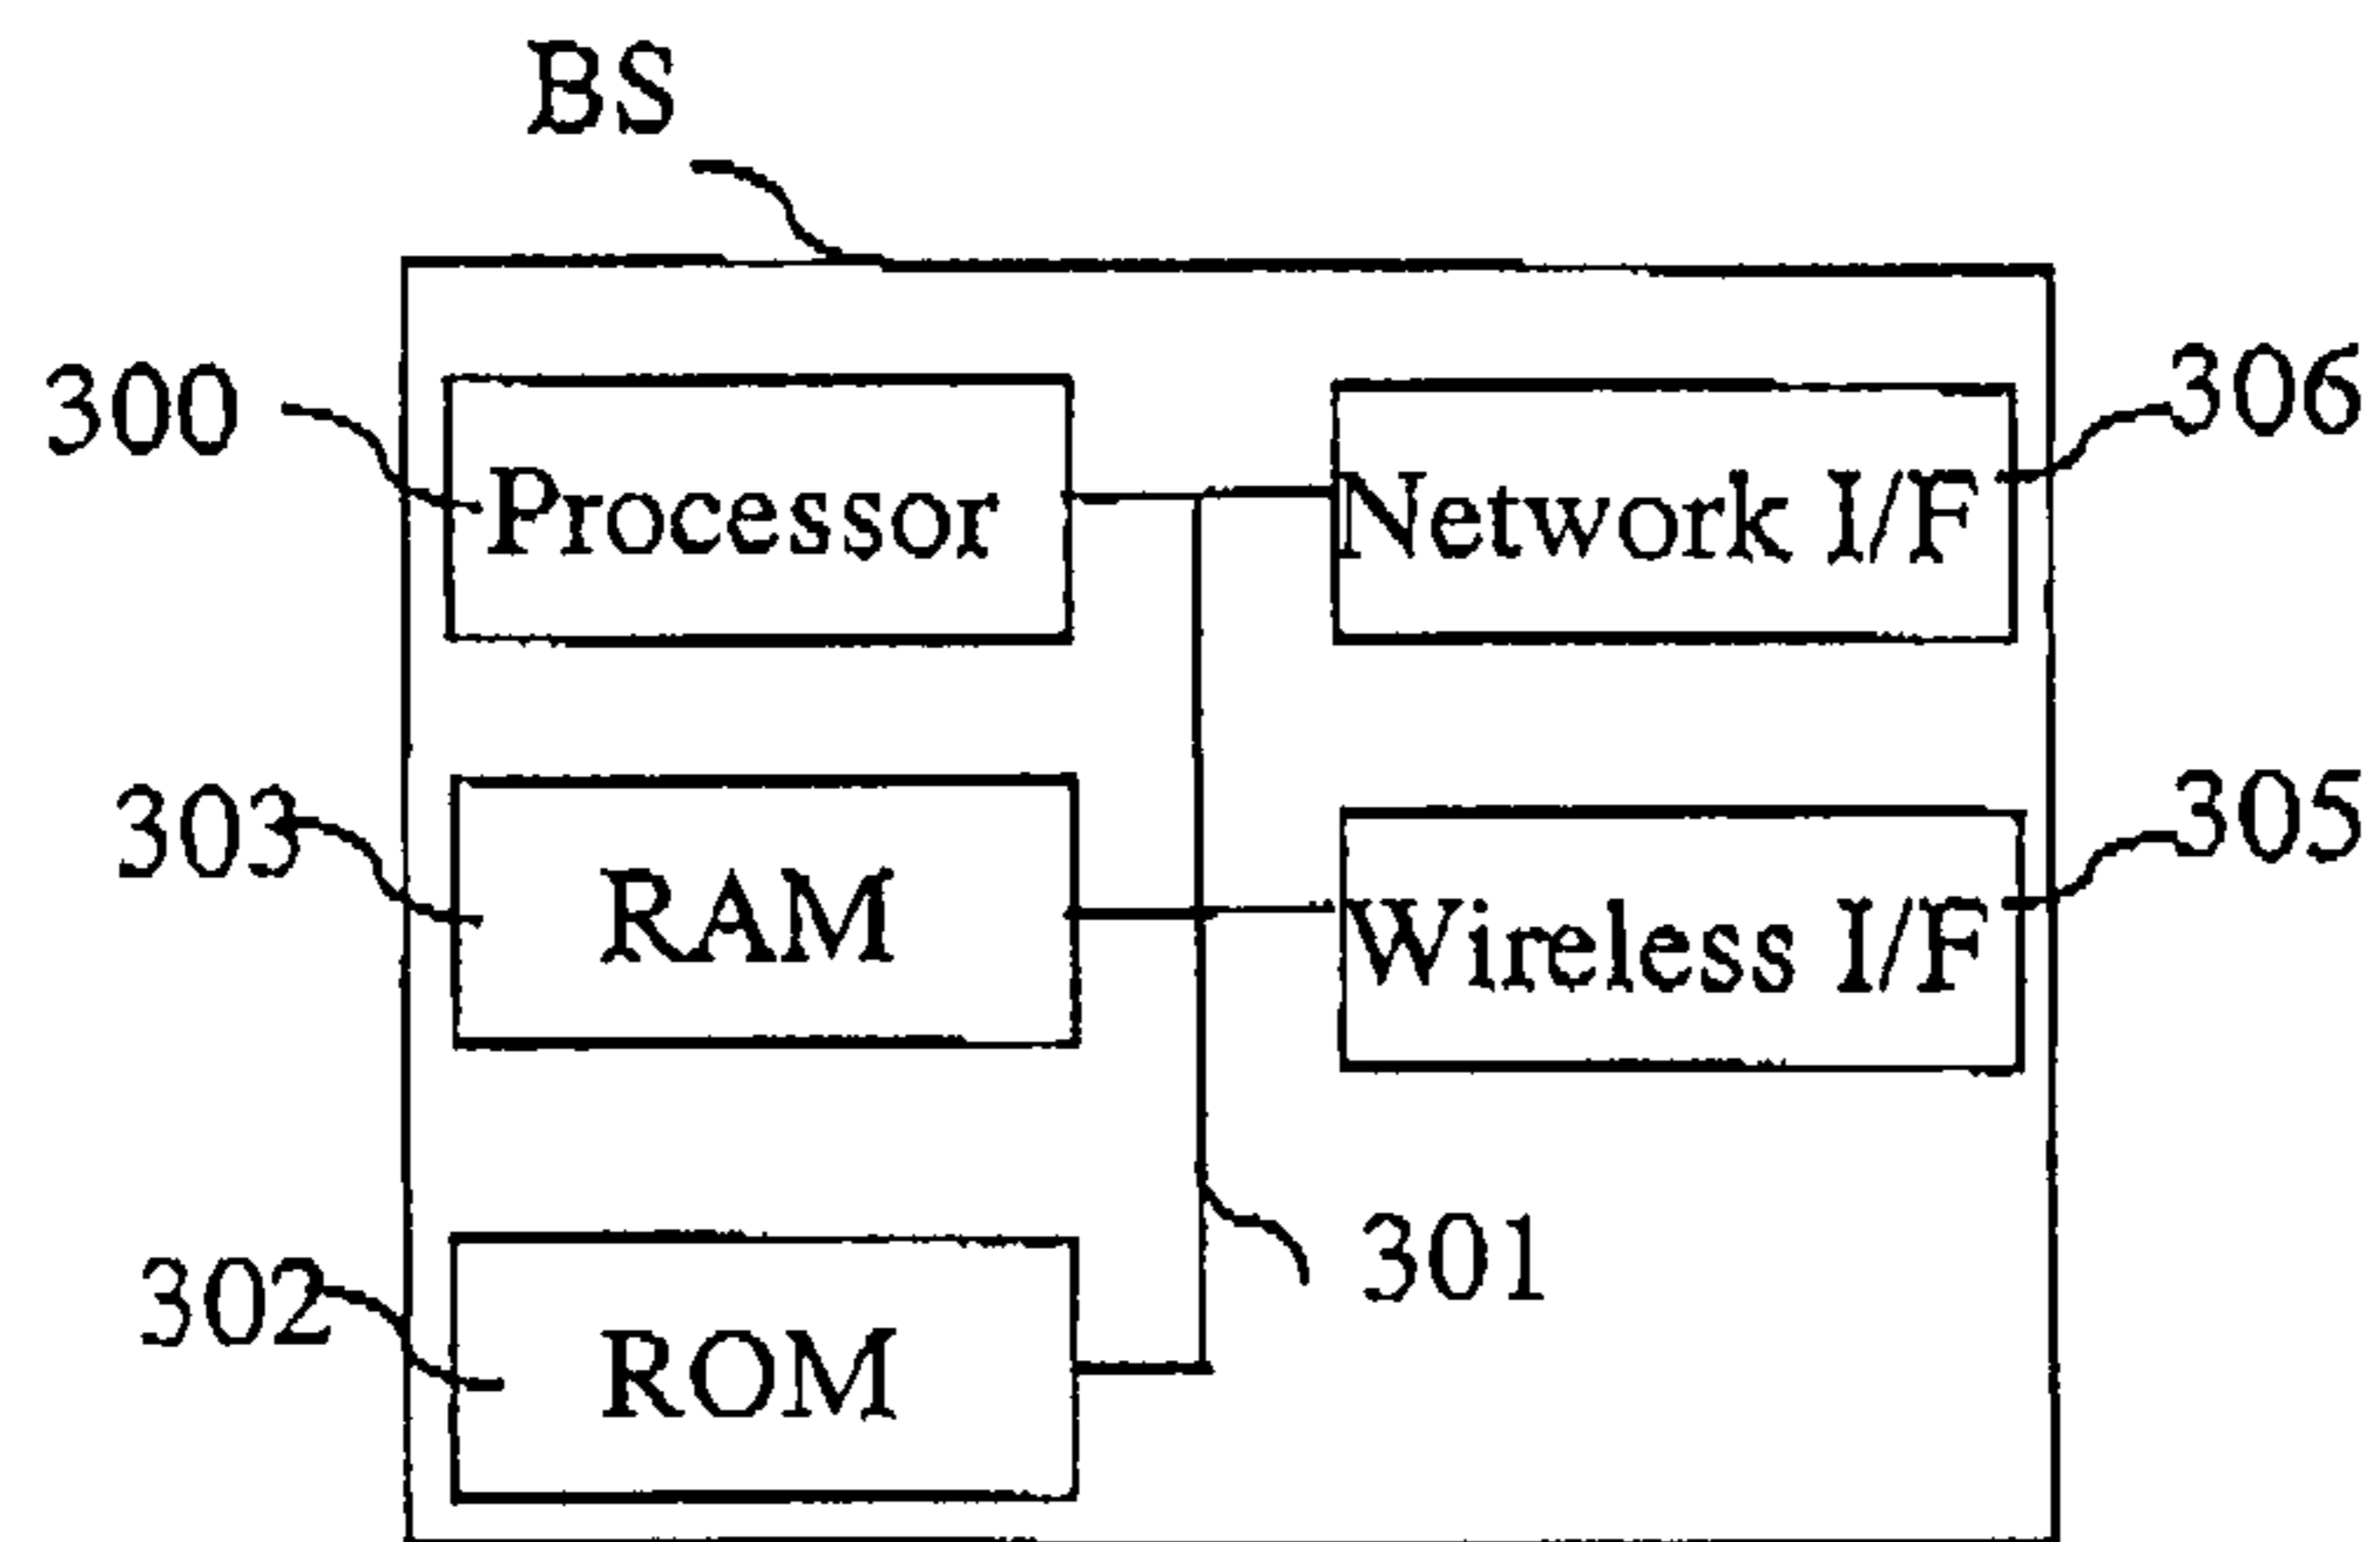 BS
300
Processor
Network I/F
306
303
RAM
Wireless I/F
305
301
302
ROM